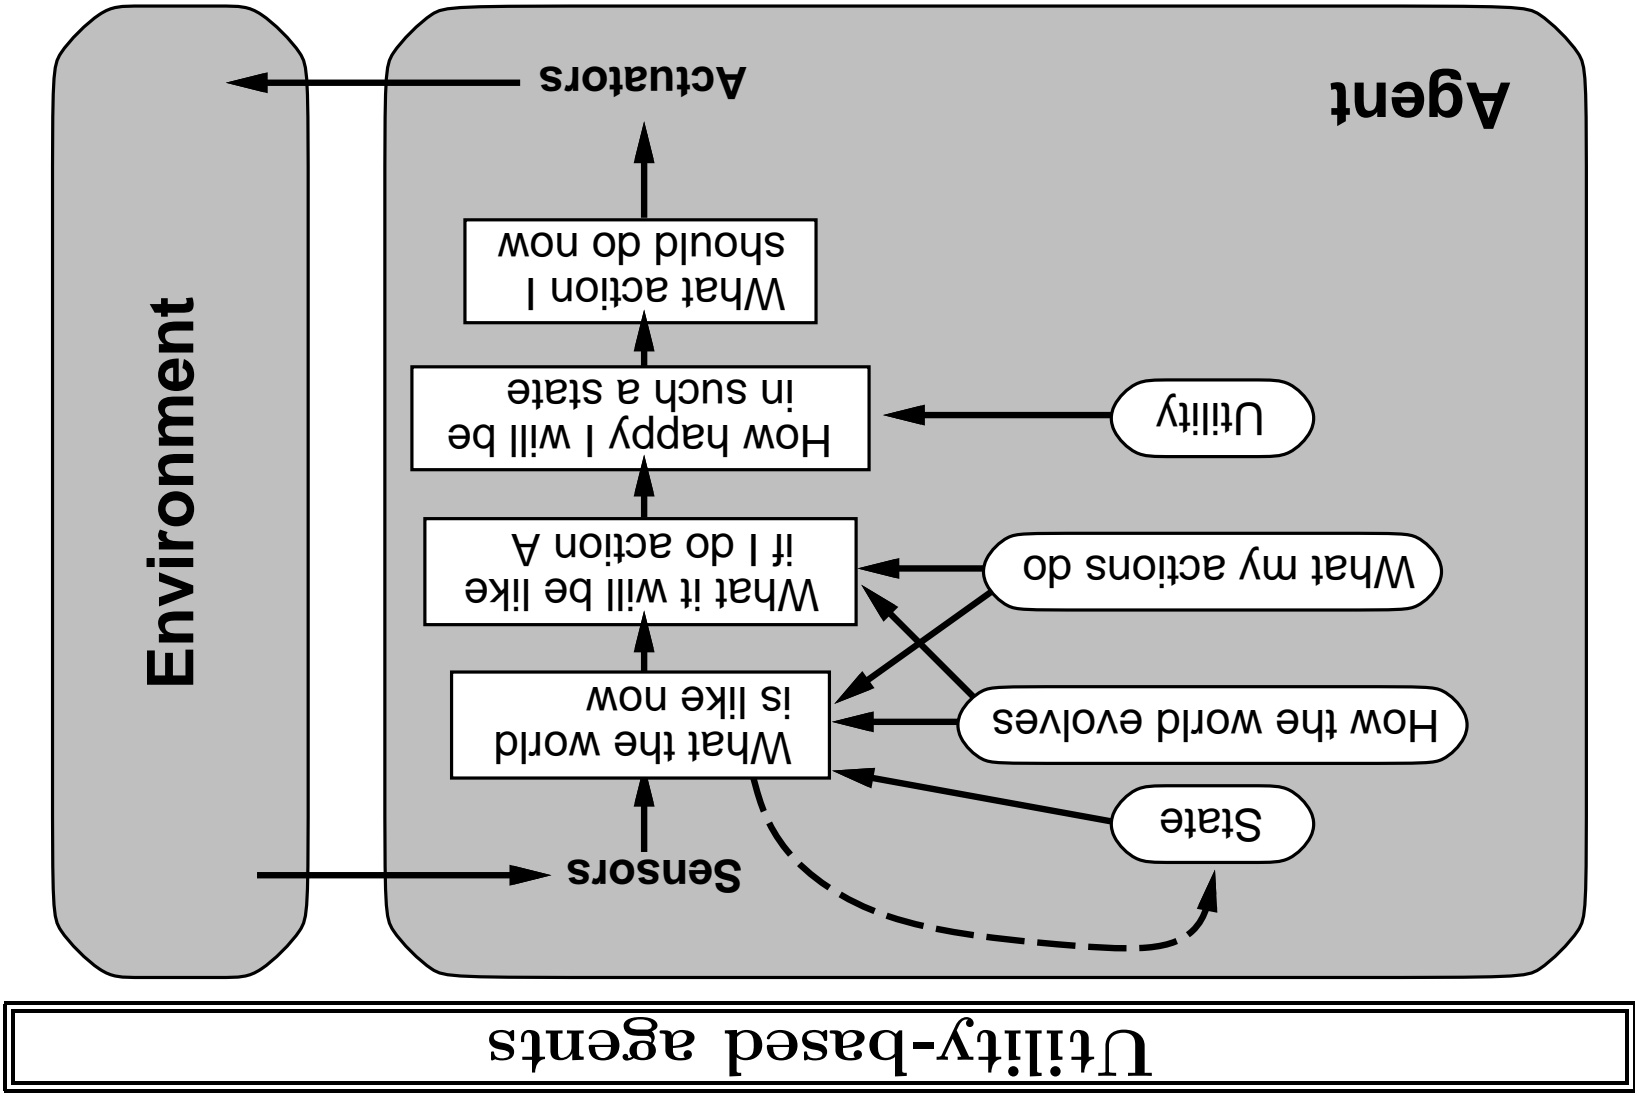 Utility-based agents
Sensors
State
What the world
is like now
How the world evolves
What it will be like
if I do action A
What my actions do
How happy I will be
in such a state
Utility
What action I
should do now
Agent
Actuators
Environment